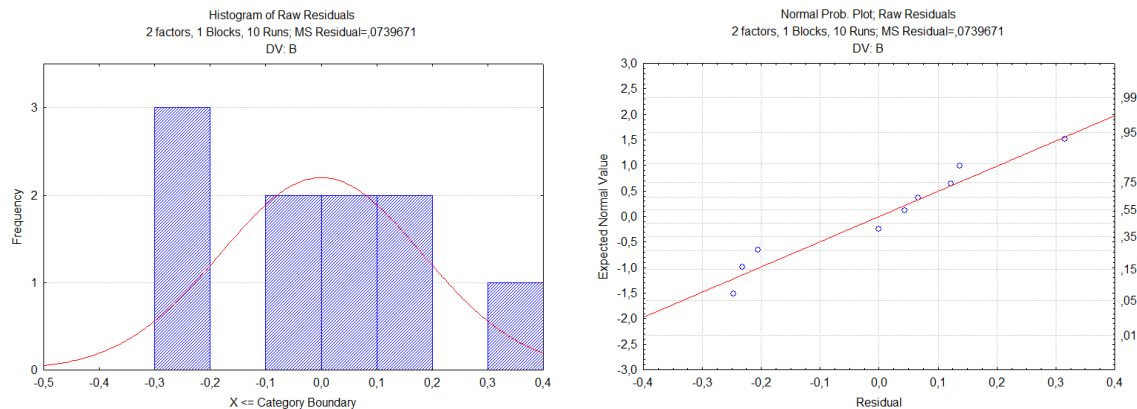 Histogram of Raw Residuals
2 factors, 1 Blocks, 10 Runs; MS Residual=,0739671
DV: B
3
2
1
0
Frequency
-0,5 -0,4 -0,3 -0,2 -0,1 0,0 0,1 0,2 0,3 0,4
X <= Category Boundary
Normal Prob. Plot; Raw Residuals
2 factors, 1 Blocks, 10 Runs; MS Residual=,0739671
DV: B
3,0
2,5
2,0
1,5
1,0
0,5
0,0
-0,5
-1,0
-1,5
-2,0
-2,5
-3,0
Expected Normal Value
,99
,95
,75
,55
,35
,15
,05
,01
-0,4 -0,3 -0,2 -0,1 0,0 0,1 0,2 0,3 0,4
Residual